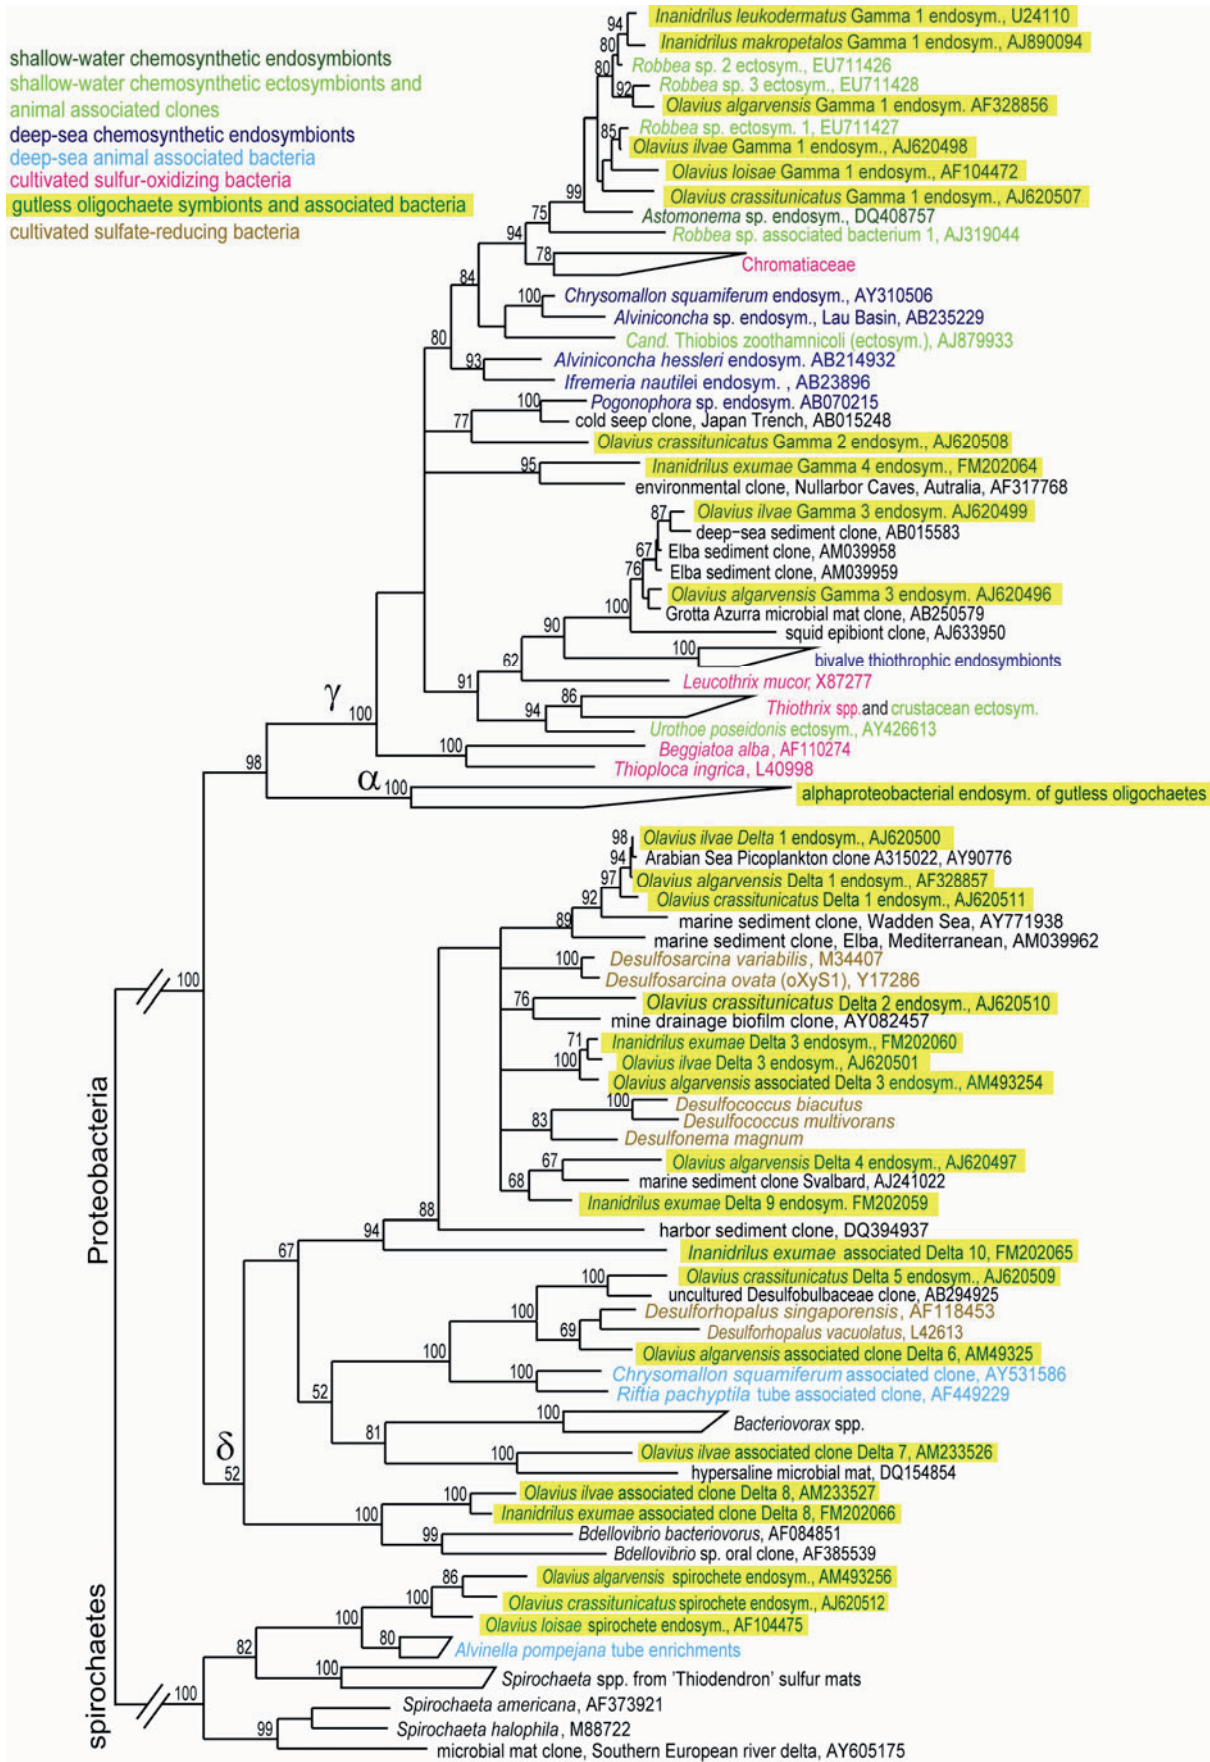 shallow-water chemosynthetic endosymbionts
shallow-water chemosynthetic ectosymbionts and
animal associated clones
deep-sea chemosynthetic endosymbionts
deep-sea animal associated bacteria
cultivated sulfur-oxidizing bacteria
gutless oligochaete symbionts and associated bacteria
cultivated sulfate-reducing bacteria
94
Inanidrilus leukodermatus Gamma 1 endosym., U24110
80
Inanidrilus makropetalos Gamma 1 endosym., AJ890094
80
Robbea sp. 2 ectosym., EU711426
92
Robbea sp. 3 ectosym., EU711428
Olavius algarvensis Gamma 1 endosym. AF328856
85
Robbea sp. ectosym. 1, EU711427
Olavius ilvae Gamma 1 endosym., AJ620498
Olavius loisae Gamma 1 endosym., AF104472
99
Olavius crassitunicatus Gamma 1 endosym., AJ620507
75
Astomonema sp. endosym., DQ408757
94
Robbea sp. associated bacterium 1, AJ319044
78
Chromatiaceae
84
100
Chrysomallon squamiferum endosym., AY310506
Alviniconcha sp. endosym., Lau Basin, AB235229
80
Cand. Thiobios zoothamnicoli (ectosym.), AJ879933
93
Alviniconcha hessleri endosym. AB214932
Ifremeria nautilei endosym. , AB23896
100
Pogonophora sp. endosym. AB070215
77
cold seep clone, Japan Trench, AB015248
Olavius crassitunicatus Gamma 2 endosym., AJ620508
95
Inanidrilus exumae Gamma 4 endosym., FM202064
environmental clone, Nullarbor Caves, Autralia, AF317768
87
Olavius ilvae Gamma 3 endosym. AJ620499
deep-sea sediment clone, AB015583
67
Elba sediment clone, AM039958
76
Elba sediment clone, AM039959
100
Olavius algarvensis Gamma 3 endosym. AJ620496
Grotta Azurra microbial mat clone, AB250579
90
squid epibiont clone, AJ633950
100
bivalve thiothrophic endosymbionts
62
91
Leucothrix mucor, X87277
86
Thiothrix spp. and crustacean ectosym.
94
Urothoe poseidonis ectosym., AY426613
γ
100
100
Beggiatoa alba, AF110274
Thioploca ingrica, L40998
98
α
100
alphaproteobacterial endosym. of gutless oligochaetes
98
Olavius ilvae Delta 1 endosym., AJ620500
94
Arabian Sea Picoplankton clone A315022, AY90776
97
Olavius algarvensis Delta 1 endosym., AF328857
92
Olavius crassitunicatus Delta 1 endosym., AJ620511
89
marine sediment clone, Wadden Sea, AY771938
marine sediment clone, Elba, Mediterranean, AM039962
100
Desulfosarcina variabilis, M34407
Desulfosarcina ovata (oXyS1), Y17286
100
76
Olavius crassitunicatus Delta 2 endosym., AJ620510
mine drainage biofilm clone, AY082457
71
Inanidrilus exumae Delta 3 endosym., FM202060
100
Olavius ilvae Delta 3 endosym., AJ620501
Olavius algarvensis associated Delta 3 endosym., AM493254
100
Desulfococcus biacutus
Desulfococcus multivorans
83
Desulfonema magnum
67
Olavius algarvensis Delta 4 endosym., AJ620497
68
marine sediment clone Svalbard, AJ241022
Inanidrilus exumae Delta 9 endosym. FM202059
88
harbor sediment clone, DQ394937
94
Inanidrilus exumae associated Delta 10, FM202065
67
100
Olavius crassitunicatus Delta 5 endosym., AJ620509
uncultured Desulfobulbaceae clone, AB294925
100
Desulforhopalus singaporensis, AF118453
69
Desulforhopalus vacuolatus, L42613
Olavius algarvensis associated clone Delta 6, AM49325
100
100
Chrysomallon squamiferum associated clone, AY531586
Riftia pachyptila tube associated clone, AF449229
52
100
Bacteriovorax spp.
81
δ
100
Olavius ilvae associated clone Delta 7, AM233526
hypersaline microbial mat, DQ154854
52
100
Olavius ilvae associated clone Delta 8, AM233527
Inanidrilus exumae associated clone Delta 8, FM202066
100
99
Bdellovibrio bacteriovorus, AF084851
Bdellovibrio sp. oral clone, AF385539
86
Olavius algarvensis spirochete endosym., AM493256
100
Olavius crassitunicatus spirochete endosym., AJ620512
100
Olavius loisae spirochete endosym., AF104475
82
80
Alvinella pompejana tube enrichments
100
Spirochaeta spp. from 'Thiodendron' sulfur mats
100
Spirochaeta americana, AF373921
99
Spirochaeta halophila, M88722
microbial mat clone, Southern European river delta, AY605175
Proteobacteria
spirochaetes